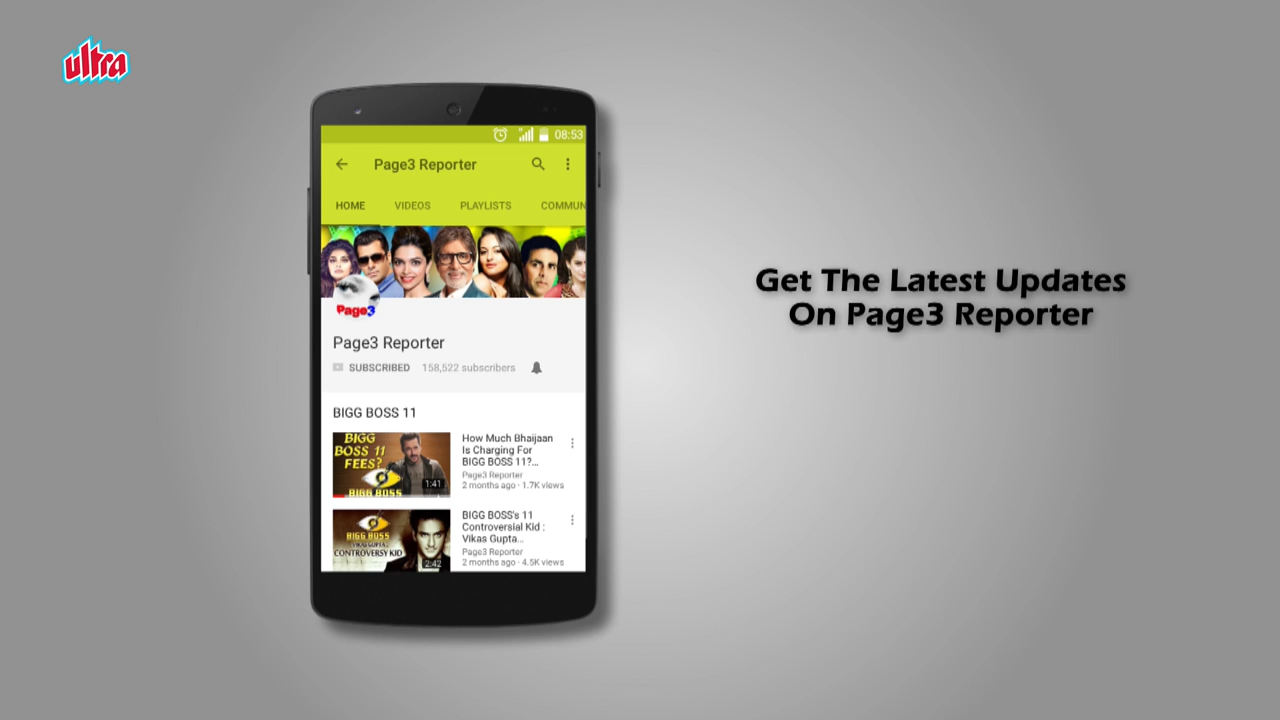 ultra
08:53
Page3 Reporter
HOME VIDEOS PLAYLISTS COMMUN
Page3
Page3 Reporter
SUBSCRIBED 158,522 subscribers
BIGG BOSS 11
BIGG
BOSS 11
FEES?
BIGG BOSS
1:41
How Much Bhaijaan
Is Charging For
BIGG BOSS 11?...
Page3 Reporter
2 months ago · 1.7K views
BIGG BOSS
VIKAS GUPTA
CONTROVERSY KID
2:42
BIGG BOSS's 11
Controversial Kid :
Vikas Gupta...
Page3 Reporter
2 months ago · 4.5K views
Get The Latest Updates
On Page3 Reporter